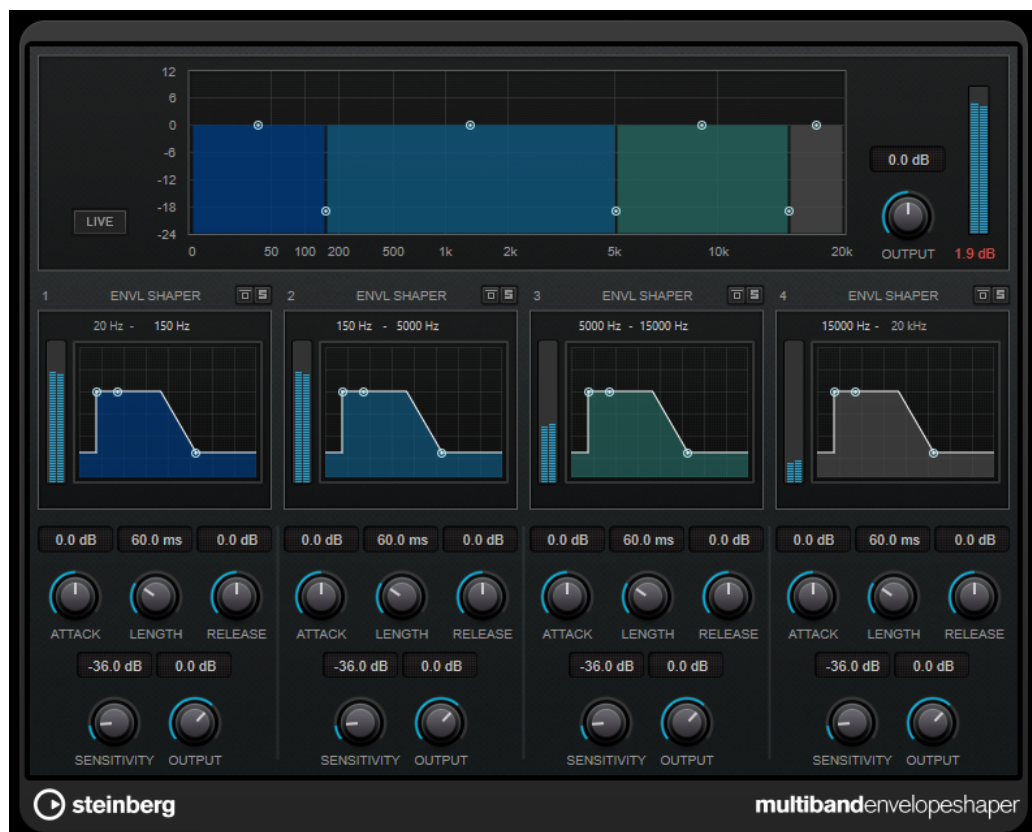 12
6
0
-6
-12
-18
-24
LIVE
0 50 100 200 500 1k 2k 5k 10k 20k
0.0 dB
OUTPUT 1.9 dB
1 ENVL SHAPER S 2 ENVL SHAPER S 3 ENVL SHAPER S 4 ENVL SHAPER S
20 Hz - 150 Hz 150 Hz - 5000 Hz 5000 Hz - 15000 Hz 15000 Hz - 20 kHz
0.0 dB 60.0 ms 0.0 dB 0.0 dB 60.0 ms 0.0 dB 0.0 dB 60.0 ms 0.0 dB 0.0 dB 60.0 ms 0.0 dB
ATTACK LENGTH RELEASE ATTACK LENGTH RELEASE ATTACK LENGTH RELEASE ATTACK LENGTH RELEASE
-36.0 dB 0.0 dB -36.0 dB 0.0 dB -36.0 dB 0.0 dB -36.0 dB 0.0 dB
SENSITIVITY OUTPUT SENSITIVITY OUTPUT SENSITIVITY OUTPUT SENSITIVITY OUTPUT
steinberg multibandenvelopeshaper